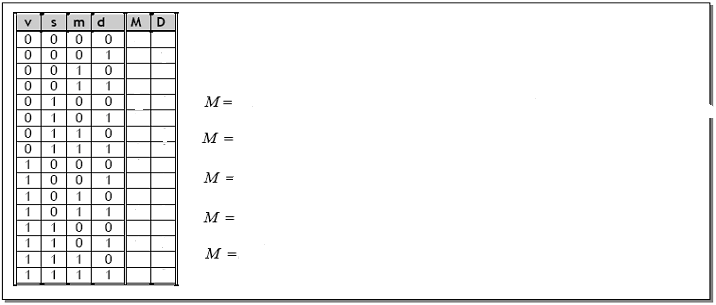 v s m d M D
0 0 0 0
0 0 0 1
0 0 1 0
0 0 1 1
0 1 0 0
0 1 0 1
0 1 1 0
0 1 1 1
1 0 0 0
1 0 0 1
1 0 1 0
1 0 1 1
1 1 0 0
1 1 0 1
1 1 1 0
1 1 1 1
M =
M =
M =
M =
M =